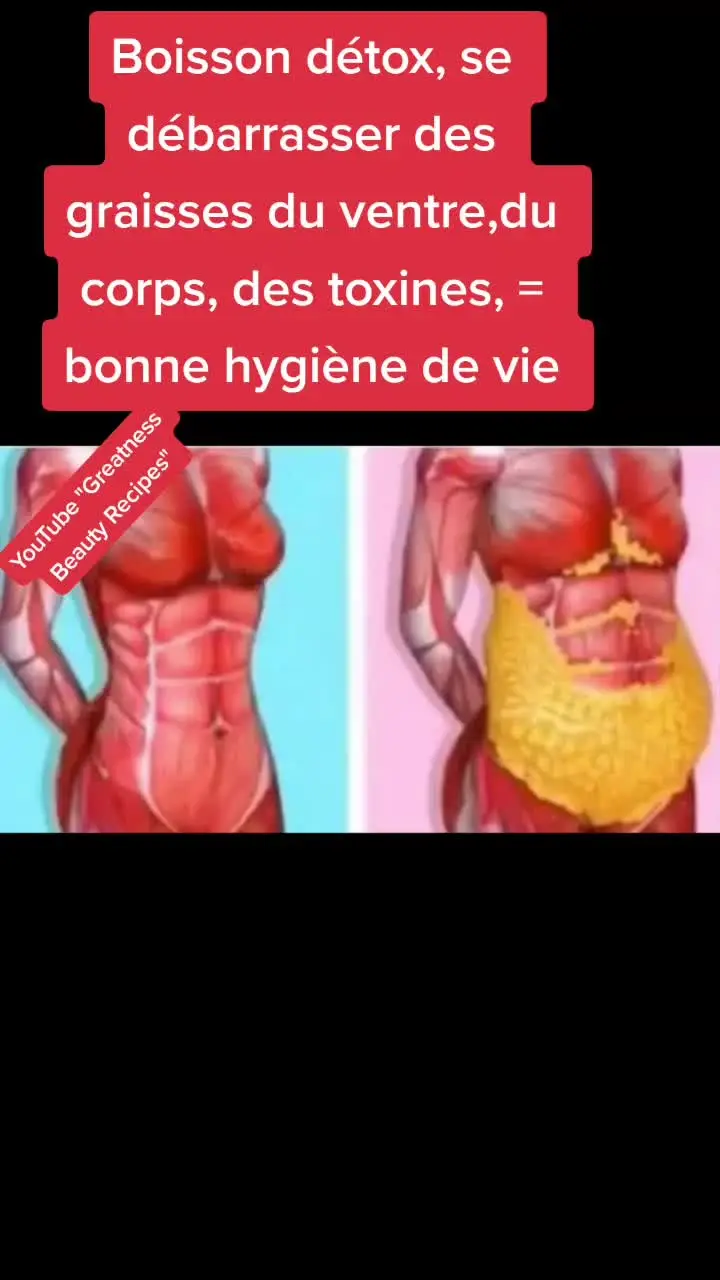 Boisson détox, se
débarrasser des
graisses du ventre,du
corps, des toxines, =
bonne hygiène de vie
YouTube "Greatness
Beauty Recipes"